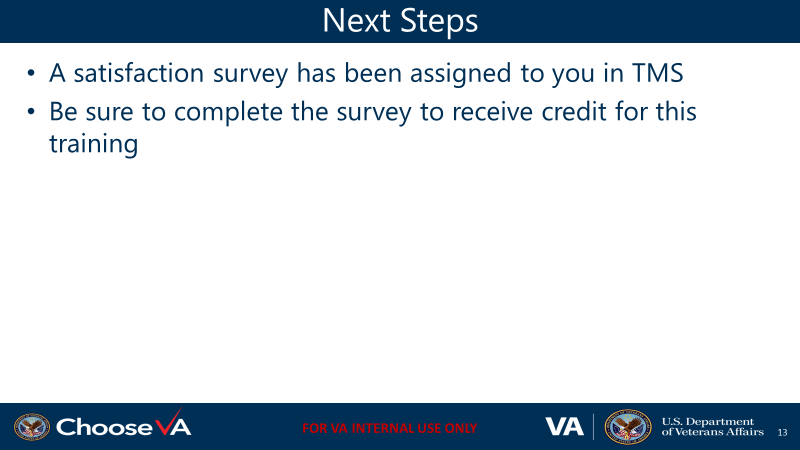 Next Steps
• A satisfaction survey has been assigned to you in TMS
• Be sure to complete the survey to receive credit for this
training
ChooseVA
FOR VA INTERNAL USE ONLY
VA
U.S. Department
of Veterans Affairs
13